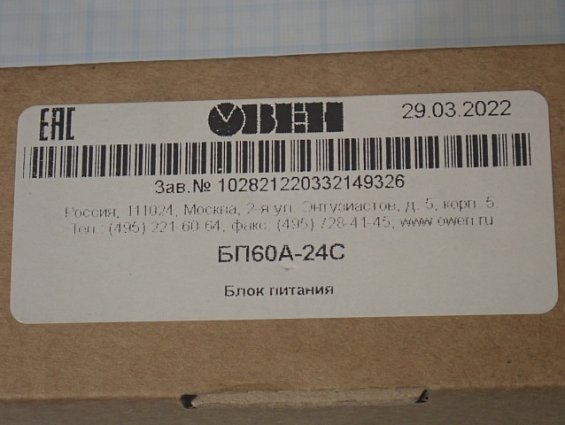 EAC ОВЕН 29.03.2022
Зав.№ 102821220332149326
Россия, 111024, Москва, 2-я ул. Энтузиастов, д. 5, корп. 5
Тел.: (495) 221-60-64, факс: (495) 728-41-45, www.owen.ru
БП60А-24С
Блок питания